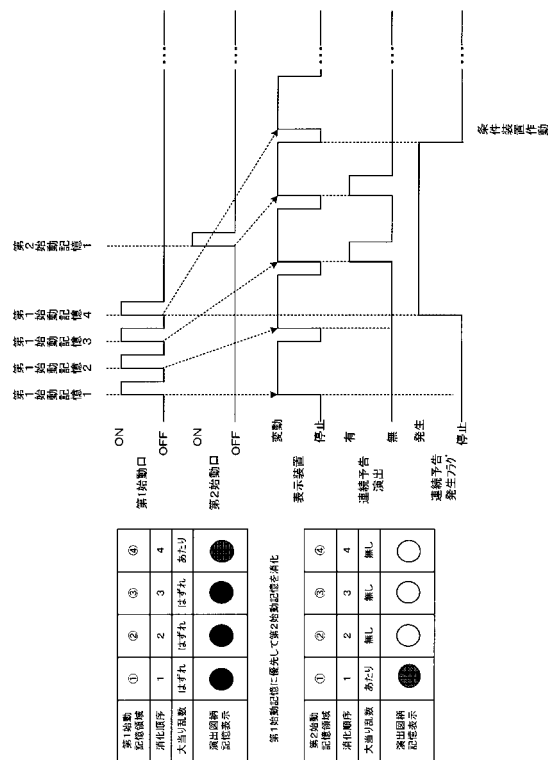 第1始動記憶領域 ① ② ③ ④
消化順序 1 2 3 4
大当り乱数 はずれ はずれ はずれ あたり
演出図柄記憶表示
第1始動記憶に優先して第2始動記憶を消化
第2始動記憶領域 ① ② ③ ④
消化順序 1 2 3 4
大当り乱数 あたり 無し 無し 無し
演出図柄記憶表示
第1始動記憶1
第1始動記憶2
第1始動記憶3
第1始動記憶4
第2始動記憶1
第1始動口
ON
OFF
第2始動口
ON
OFF
表示装置
変動
停止
連続予告演出
有
無
連続予告発生フラグ
発生
停止
条件装置作動